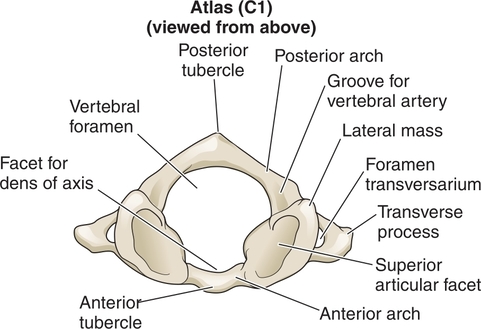 Atlas (C1)
(viewed from above)
Posterior
tubercle
Posterior arch
Groove for
vertebral artery
Vertebral
foramen
Lateral mass
Facet for
dens of axis
Foramen
transversarium
Transverse
process
Superior
articular facet
Anterior
tubercle
Anterior arch